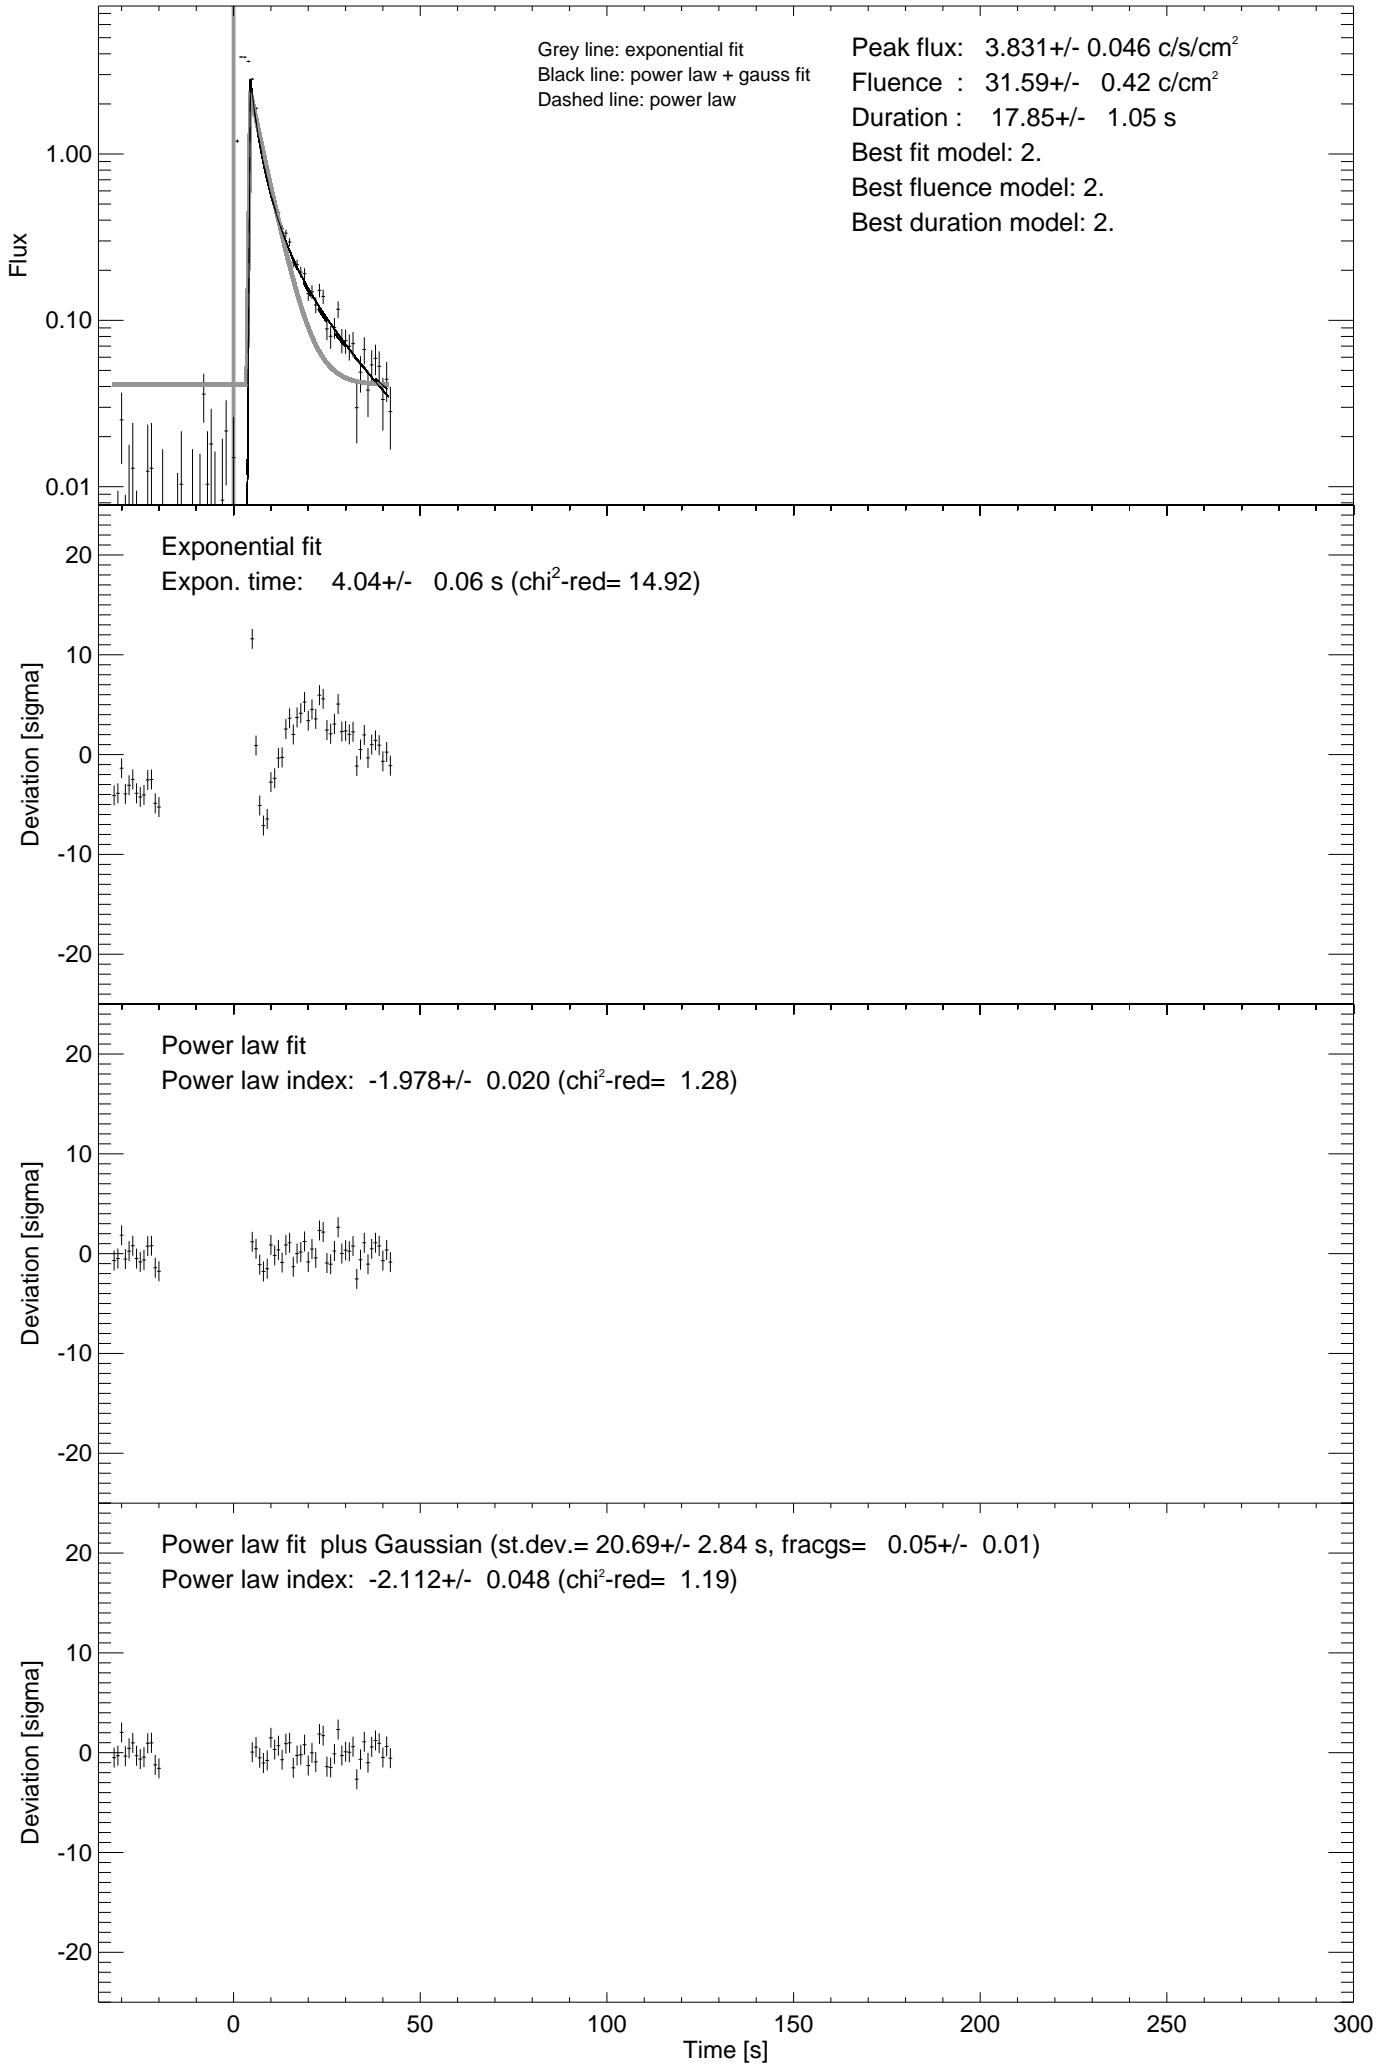 Grey line: exponential fit
Black line: power law + gauss fit
Dashed line: power law
Peak flux: 3.831+/- 0.046 c/s/cm²
Fluence : 31.59+/- 0.42 c/cm²
Duration : 17.85+/- 1.05 s
Best fit model: 2.
Best fluence model: 2.
Best duration model: 2.
Flux
1.00
0.10
0.01
Exponential fit
Expon. time: 4.04+/- 0.06 s (chi²-red= 14.92)
Deviation [sigma]
20
10
0
-10
-20
Power law fit
Power law index: -1.978+/- 0.020 (chi²-red= 1.28)
Deviation [sigma]
20
10
0
-10
-20
Power law fit plus Gaussian (st.dev.= 20.69+/- 2.84 s, fracgs= 0.05+/- 0.01)
Power law index: -2.112+/- 0.048 (chi²-red= 1.19)
Deviation [sigma]
20
10
0
-10
-20
0 50 100 150 200 250 300
Time [s]